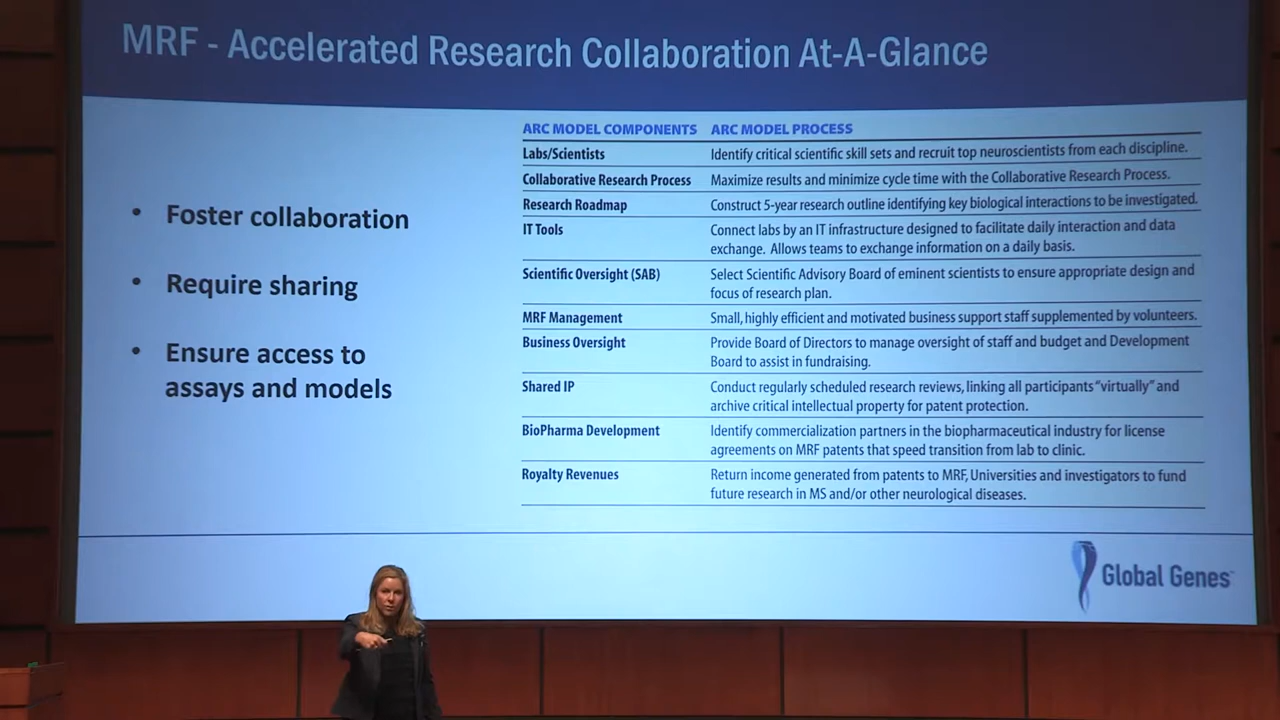 MRF - Accelerated Research Collaboration At-A-Glance
• Foster collaboration
• Require sharing
• Ensure access to
assays and models
ARC MODEL COMPONENTS ARC MODEL PROCESS
Labs/Scientists Identify critical scientific skill sets and recruit top neuroscientists from each discipline.
Collaborative Research Process Maximize results and minimize cycle time with the Collaborative Research Process.
Research Roadmap Construct 5-year research outline identifying key biological interactions to be investigated.
IT Tools Connect labs by an IT infrastructure designed to facilitate daily interaction and data
exchange. Allows teams to exchange information on a daily basis.
Scientific Oversight (SAB) Select Scientific Advisory Board of eminent scientists to ensure appropriate design and
focus of research plan.
MRF Management Small, highly efficient and motivated business support staff supplemented by volunteers.
Business Oversight Provide Board of Directors to manage oversight of staff and budget and Development
Board to assist in fundraising.
Shared IP Conduct regularly scheduled research reviews, linking all participants “virtually” and
archive critical intellectual property for patent protection.
BioPharma Development Identify commercialization partners in the biopharmaceutical industry for license
agreements on MRF patents that speed transition from lab to clinic.
Royalty Revenues Return income generated from patents to MRF, Universities and investigators to fund
future research in MS and/or other neurological diseases.
Global Genes™